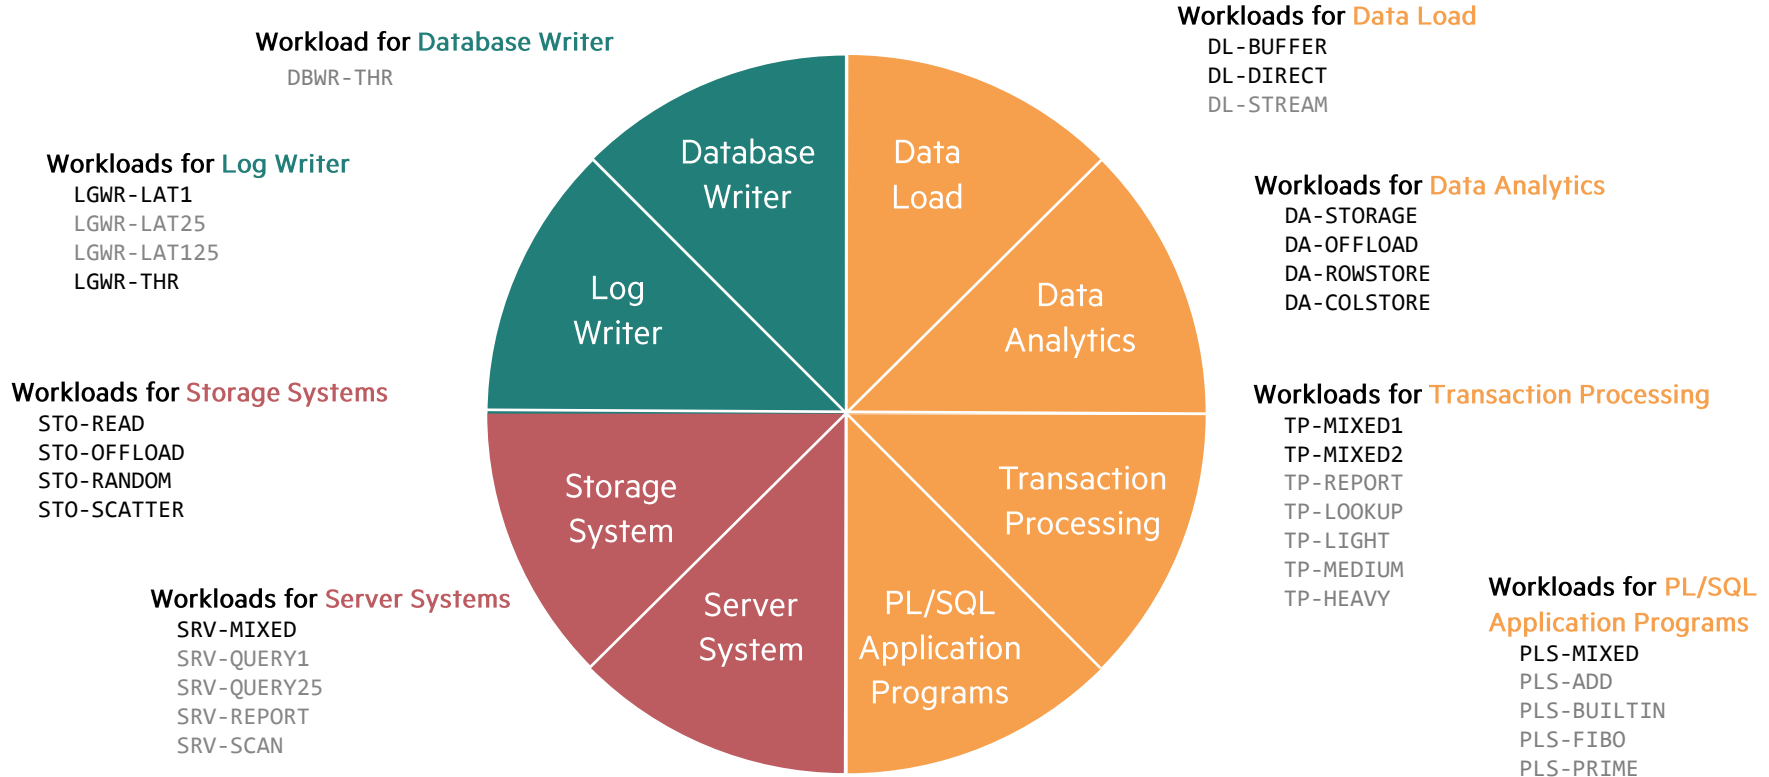 Workload for Database Writer
DBWR-THR
Workloads for Log Writer
LGWR-LAT1
LGWR-LAT25
LGWR-LAT125
LGWR-THR
Workloads for Storage Systems
STO-READ
STO-OFFLOAD
STO-RANDOM
STO-SCATTER
Workloads for Server Systems
SRV-MIXED
SRV-QUERY1
SRV-QUERY25
SRV-REPORT
SRV-SCAN
Database
Writer
Data
Load
Log
Writer
Data
Analytics
Storage
System
Transaction
Processing
Server
System
PL/SQL
Application
Programs
Workloads for Data Load
DL-BUFFER
DL-DIRECT
DL-STREAM
Workloads for Data Analytics
DA-STORAGE
DA-OFFLOAD
DA-ROWSTORE
DA-COLSTORE
Workloads for Transaction Processing
TP-MIXED1
TP-MIXED2
TP-REPORT
TP-LOOKUP
TP-LIGHT
TP-MEDIUM
TP-HEAVY
Workloads for PL/SQL
Application Programs
PLS-MIXED
PLS-ADD
PLS-BUILTIN
PLS-FIBO
PLS-PRIME